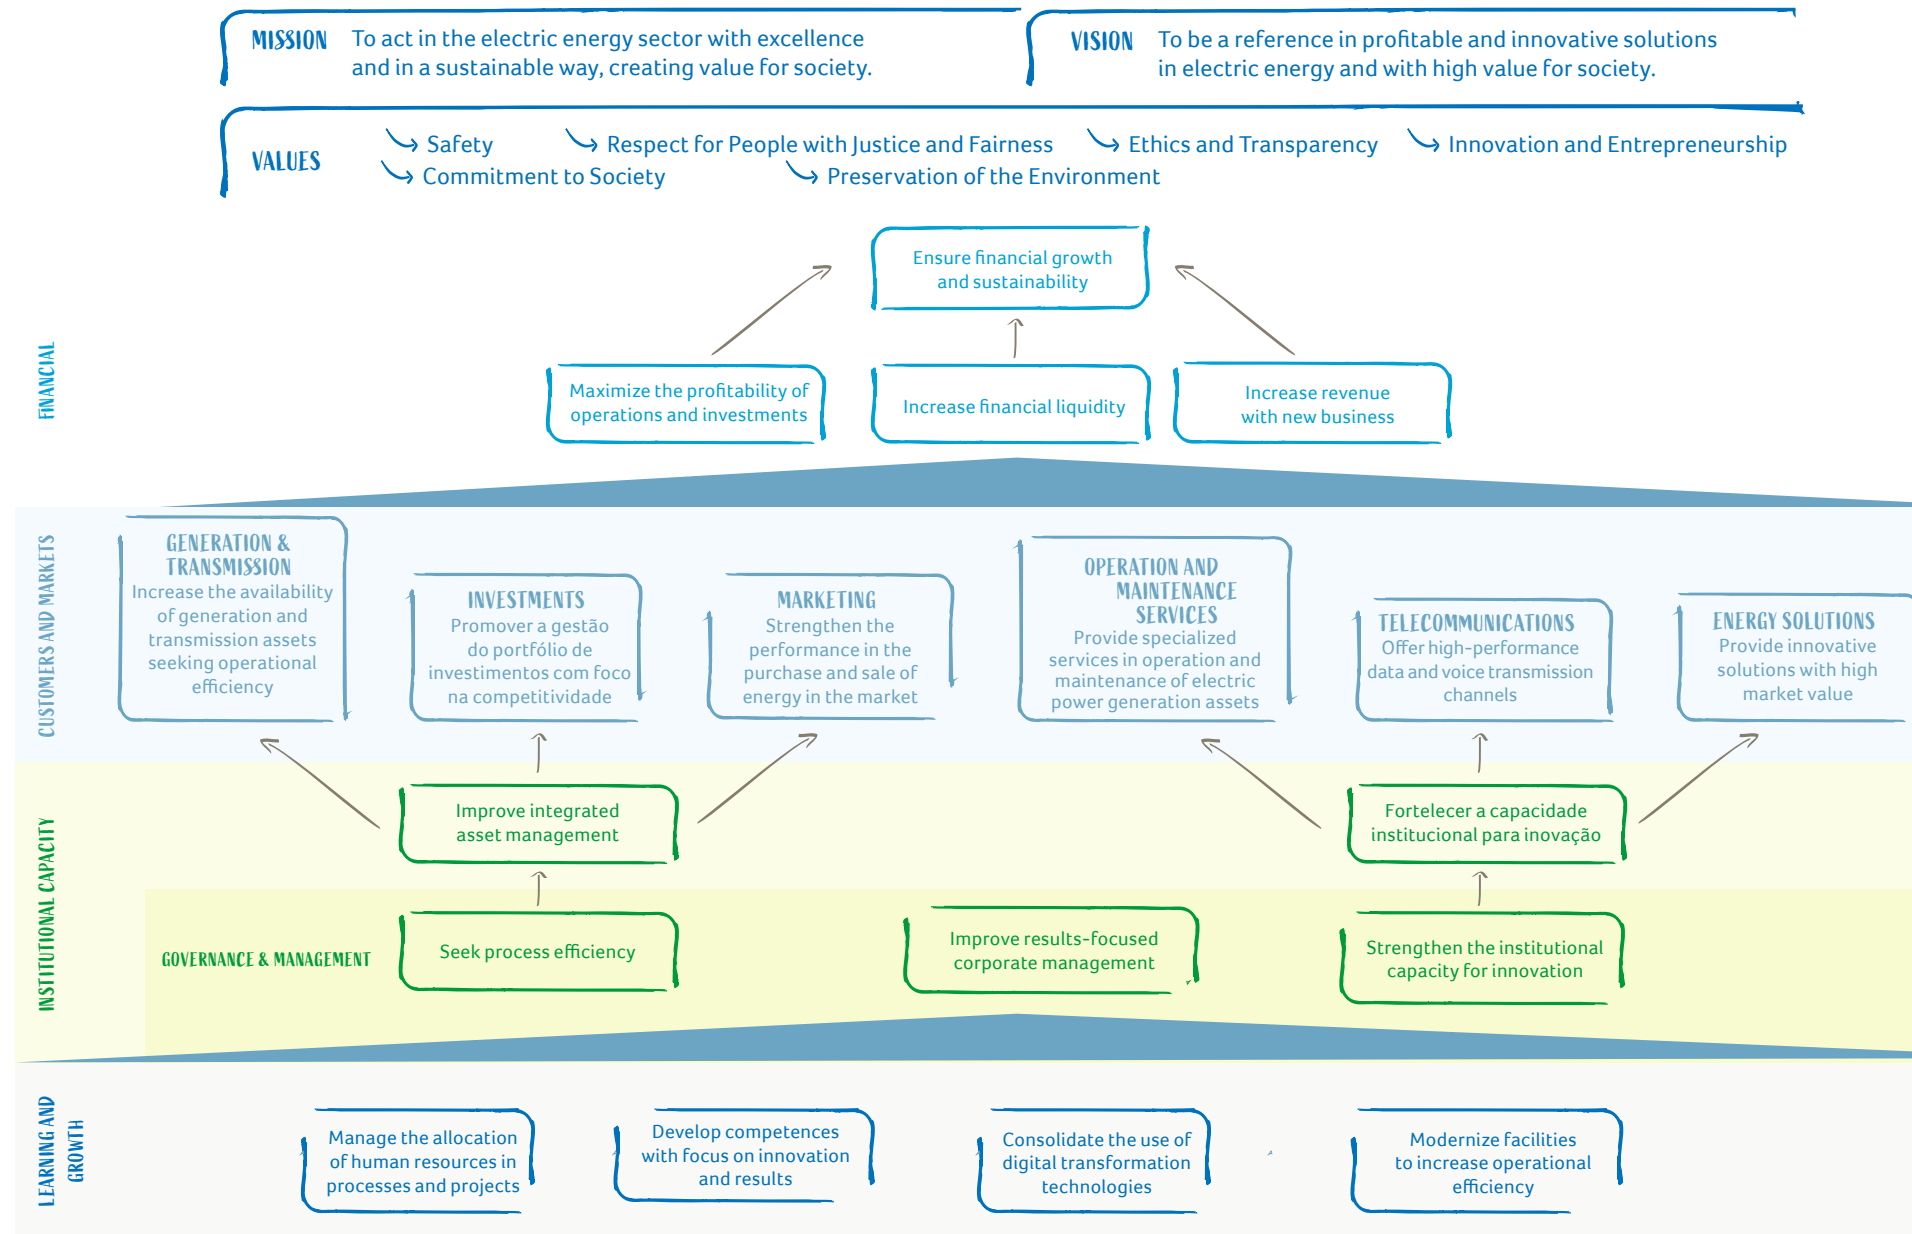 MISSION
To act in the electric energy sector with excellence
and in a sustainable way, creating value for society.
VISION
To be a reference in profitable and innovative solutions
in electric energy and with high value for society.
VALUES
Safety
Respect for People with Justice and Fairness
Ethics and Transparency
Innovation and Entrepreneurship
Commitment to Society
Preservation of the Environment
FINANCIAL
Ensure financial growth
and sustainability
Maximize the profitability of
operations and investments
Increase financial liquidity
Increase revenue
with new business
CUSTOMERS AND MARKETS
GENERATION &
TRANSMISSION
Increase the availability
of generation and
transmission assets
seeking operational
efficiency
INVESTMENTS
Promover a gestão
do portfólio de
investimentos com foco
na competitividade
MARKETING
Strengthen the
performance in the
purchase and sale of
energy in the market
OPERATION AND
MAINTENANCE
SERVICES
Provide specialized
services in operation and
maintenance of electric
power generation assets
TELECOMMUNICATIONS
Offer high-performance
data and voice transmission
channels
ENERGY SOLUTIONS
Provide innovative
solutions with high
market value
INSTITUTIONAL CAPACITY
Improve integrated
asset management
Fortelecer a capacidade
institucional para inovação
GOVERNANCE & MANAGEMENT
Seek process efficiency
Improve results-focused
corporate management
Strengthen the institutional
capacity for innovation
LEARNING AND
GROWTH
Manage the allocation
of human resources in
processes and projects
Develop competences
with focus on innovation
and results
Consolidate the use of
digital transformation
technologies
Modernize facilities
to increase operational
efficiency